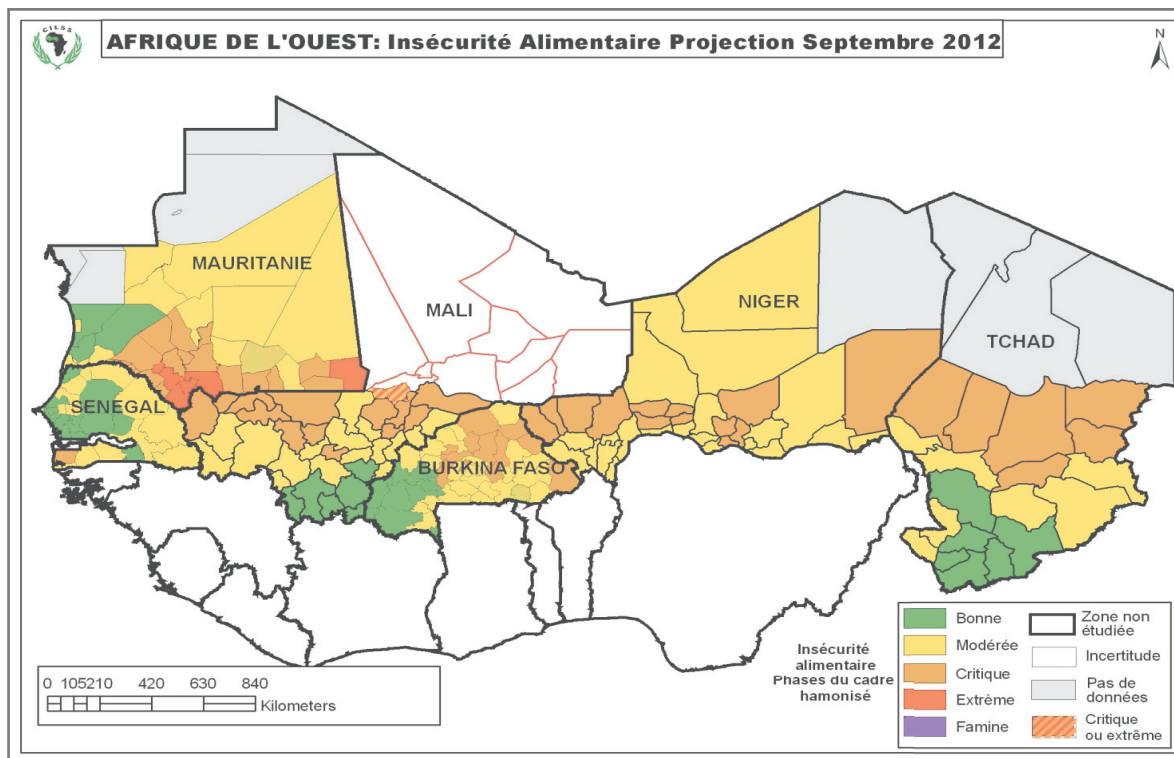 CILSS
AFRIQUE DE L'OUEST: Insécurité Alimentaire Projection Septembre 2012
N
MAURITANIE
MALI
NIGER
TCHAD
SENEGAL
BURKINA FASO
0 105210 420 630 840
Kilometers
Insécurité
alimentaire
Phases du cadre
hamonisé
Bonne
Modérée
Critique
Extrême
Famine
Zone non
étudiée
Incertitude
Pas de
données
Critique
ou extrême